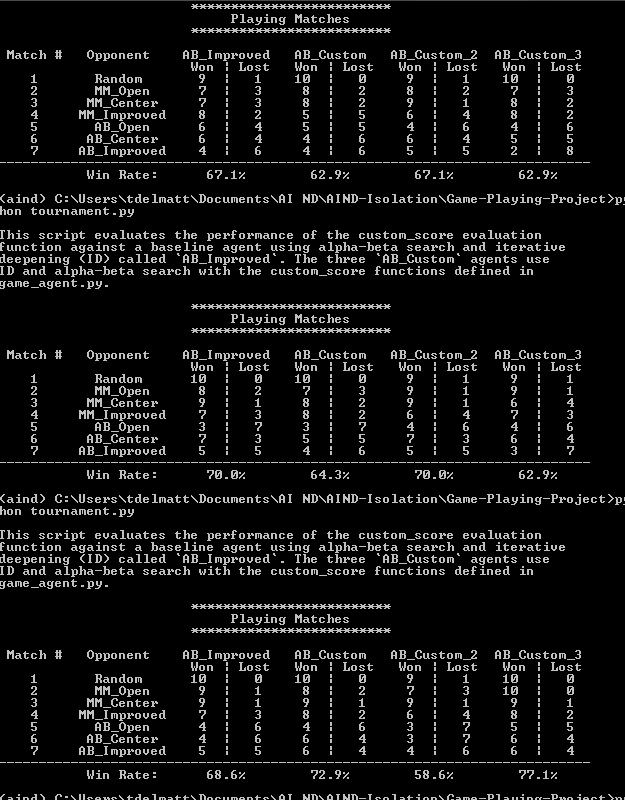 *************************
Playing Matches
*************************
Match #   Opponent    AB_Improved   AB_Custom   AB_Custom_2  AB_Custom_3
Won | Lost   Won | Lost   Won | Lost   Won | Lost
1   Random   9 | 1   10 | 0   9 | 1   10 | 0
2   MM_Open   7 | 3   8 | 2   8 | 2   7 | 3
3   MM_Center   7 | 3   8 | 2   9 | 1   8 | 2
4   MM_Improved   8 | 2   5 | 5   6 | 4   8 | 2
5   AB_Open   6 | 4   5 | 5   4 | 6   4 | 6
6   AB_Center   6 | 4   4 | 6   6 | 4   5 | 5
7   AB_Improved   4 | 6   4 | 6   5 | 5   2 | 8
--------------------------------------------------------------------------
Win Rate:   67.1%   62.9%   67.1%   62.9%
(aind) C:\Users\tdelmatt\Documents\AI ND\AIND-Isolation\Game-Playing-Project>py
hon tournament.py
This script evaluates the performance of the custom_score evaluation
function against a baseline agent using alpha-beta search and iterative
deepening (ID) called `AB_Improved`. The three `AB_Custom` agents use
ID and alpha-beta search with the custom_score functions defined in
game_agent.py.
*************************
Playing Matches
*************************
Match #   Opponent    AB_Improved   AB_Custom   AB_Custom_2  AB_Custom_3
Won | Lost   Won | Lost   Won | Lost   Won | Lost
1   Random   10 | 0   10 | 0   9 | 1   9 | 1
2   MM_Open   8 | 2   7 | 3   9 | 1   9 | 1
3   MM_Center   9 | 1   8 | 2   9 | 1   6 | 4
4   MM_Improved   7 | 3   8 | 2   6 | 4   7 | 3
5   AB_Open   3 | 7   3 | 7   4 | 6   4 | 6
6   AB_Center   7 | 3   5 | 5   7 | 3   6 | 4
7   AB_Improved   5 | 5   4 | 6   5 | 5   3 | 7
--------------------------------------------------------------------------
Win Rate:   70.0%   64.3%   70.0%   62.9%
(aind) C:\Users\tdelmatt\Documents\AI ND\AIND-Isolation\Game-Playing-Project>py
hon tournament.py
This script evaluates the performance of the custom_score evaluation
function against a baseline agent using alpha-beta search and iterative
deepening (ID) called `AB_Improved`. The three `AB_Custom` agents use
ID and alpha-beta search with the custom_score functions defined in
game_agent.py.
*************************
Playing Matches
*************************
Match #   Opponent    AB_Improved   AB_Custom   AB_Custom_2  AB_Custom_3
Won | Lost   Won | Lost   Won | Lost   Won | Lost
1   Random   10 | 0   10 | 0   9 | 1   10 | 0
2   MM_Open   9 | 1   8 | 2   7 | 3   10 | 0
3   MM_Center   9 | 1   9 | 1   9 | 1   9 | 1
4   MM_Improved   7 | 3   8 | 2   6 | 4   8 | 2
5   AB_Open   4 | 6   4 | 6   3 | 7   5 | 5
6   AB_Center   4 | 6   6 | 4   3 | 7   6 | 4
7   AB_Improved   5 | 5   6 | 4   4 | 6   6 | 4
--------------------------------------------------------------------------
Win Rate:   68.6%   72.9%   58.6%   77.1%
(aind) C:\Users\tdelmatt\Documents\AI ND\AIND-Isolation\Game-Playing-Project>py